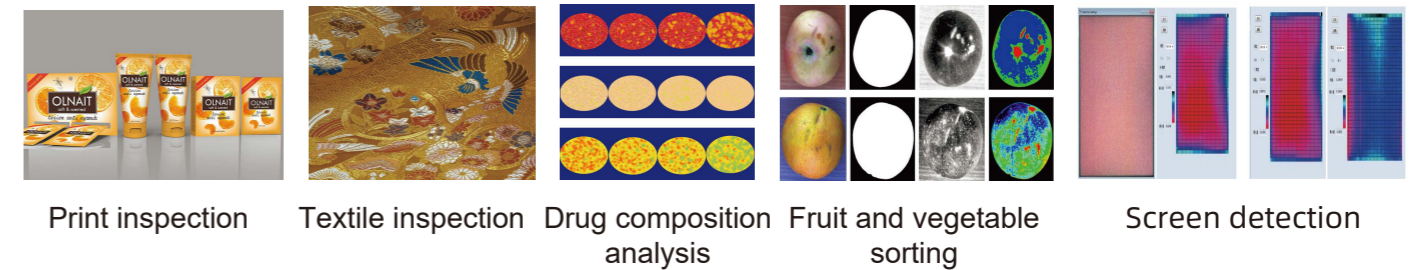 OLNAIT
Print inspection
Textile inspection
Drug composition
analysis
Fruit and vegetable
sorting
Screen detection